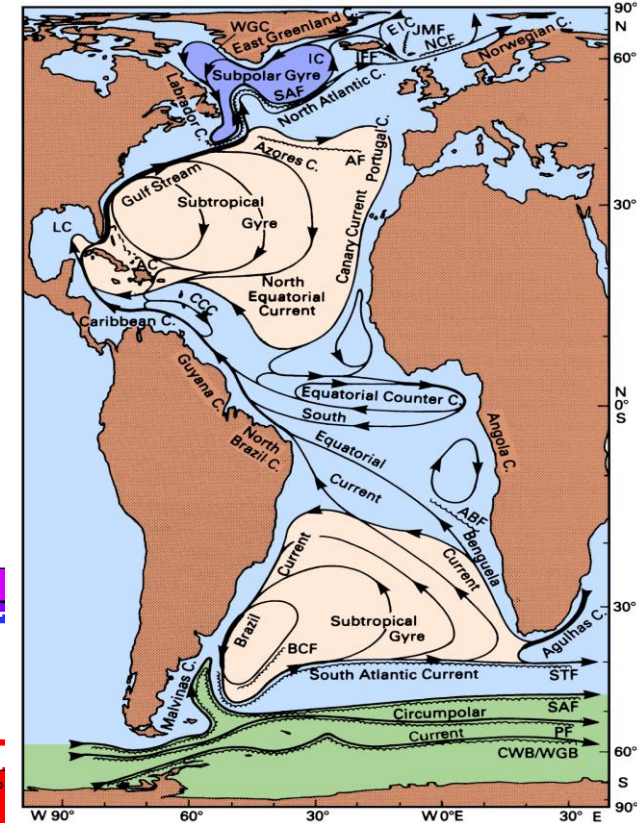 90°
N
WGC
East Greenland C.
EIC
JMF
NCF
Norwegian C.
IC
IFF
60°
Subpolar Gyre
SAF
Labrador C.
North Atlantic C.
Azores C.
AF
Portugal C.
Gulf Stream
Subtropical
Gyre
30°
LC
AC
Canary Current
North
Equatorial
Current
CCC
Caribbean C.
Guyana C.
Equatorial Counter C.
N
0°
S
South
Equatorial
Current
North
Brazil C.
Angola C.
ABF
Benguela
Current
Current
Brazil
30°
Subtropical
Gyre
Agulhas C.
BCF
South Atlantic Current
STF
Malvinas C.
SAF
Circumpolar
Current
PF
CWB/WGB
60°
S
90°
W 90°
60°
30°
W 0°E
30° E